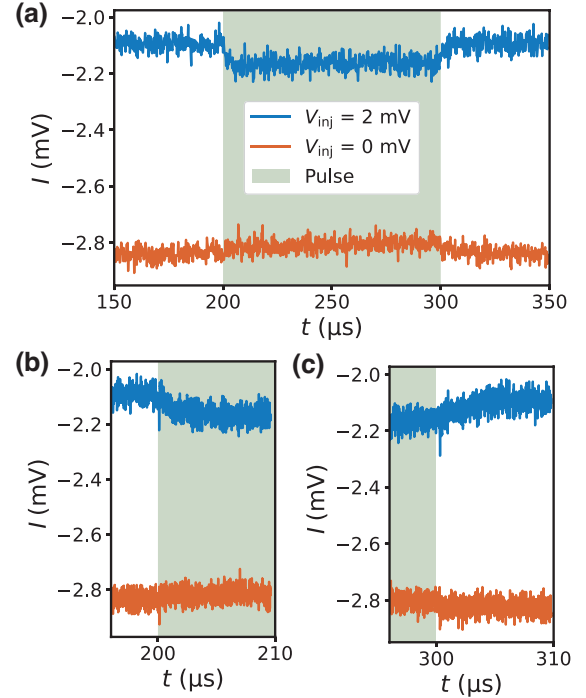 (a)
−2.0
−2.2
−2.4
−2.6
−2.8
I (mV)
V_inj = 2 mV
V_inj = 0 mV
Pulse
150 200 250 300 350
t (µs)
(b)
−2.0
−2.2
−2.4
−2.6
−2.8
I (mV)
200 210
t (µs)
(c)
−2.0
−2.2
−2.4
−2.6
−2.8
I (mV)
300 310
t (µs)